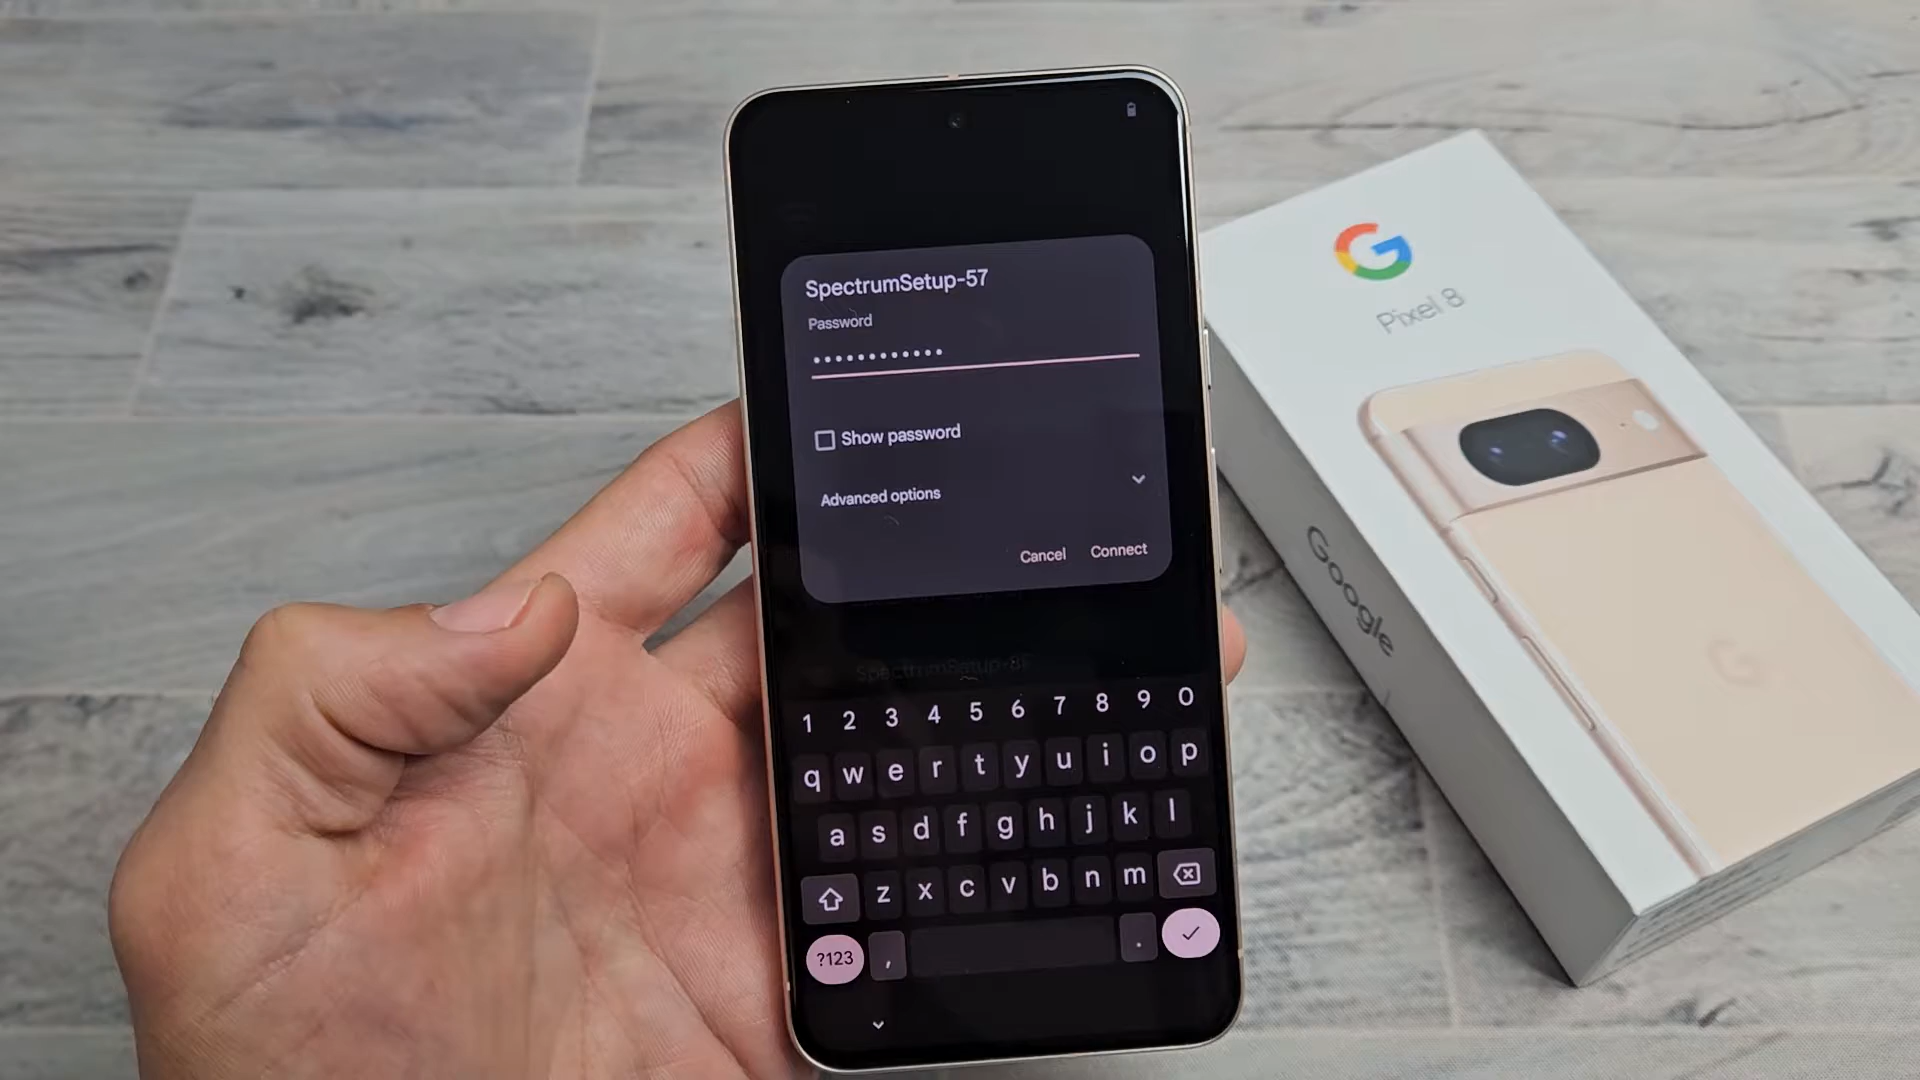 SpectrumSetup-57
Password
••••••••••••
Show password
Advanced options
Cancel Connect
1 2 3 4 5 6 7 8 9 0
q w e r t y u i o p
a s d f g h j k l
z x c v b n m
?123 , .
G
Pixel 8
Google
G